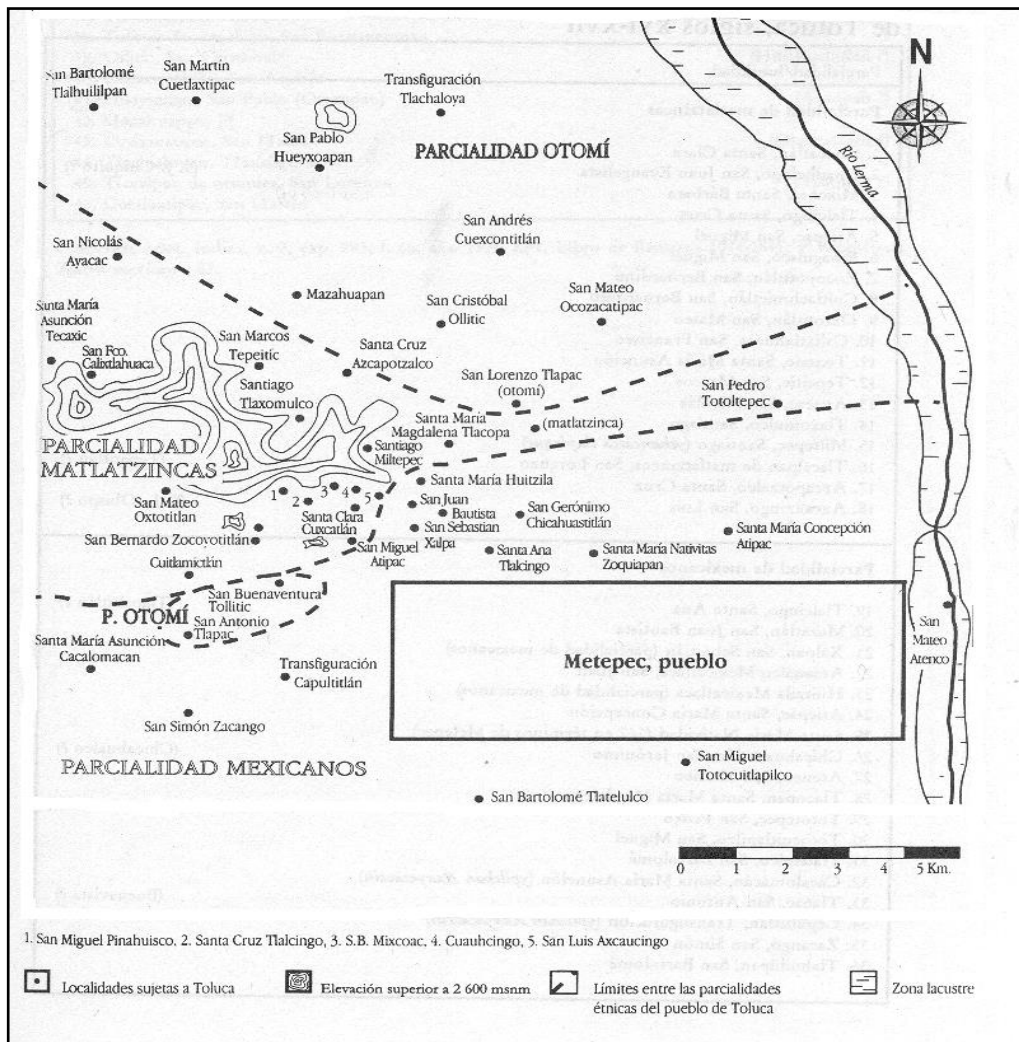 San Bartolomé
Tlalhuililpan
San Martín
Cuetlaxtipac
Transfiguración
Tlachaloya
N
San Pablo
Hueyxoapan
PARCIALIDAD OTOMÍ
Río Lerma
San Nicolás
Ayacac
San Andrés
Cuexcontitlán
Mazahuapan
San Cristóbal
Ollitic
San Mateo
Ocozacatipac
Santa María
Asunción
Tecaxic
San Fco.
Calixtlahuaca
San Marcos
Tepeitic
Santa Cruz
Azcapotzalco
Santiago
Tlaxomulco
San Lorenzo Tlapac
(otomí)
(matlatzinca)
San Pedro
Totoltepec
Santa María
Magdalena Tlacopa
Santiago
Miltepec
PARCIALIDAD
MATLATZINCAS
Santa María Huitzila
San Mateo
Oxtotitlan
1
2
3
4
5
Santa Clara
Cuxcatlán
San Juan
Bautista
San Gerónimo
Chicahuastitlán
San Bernardo Zocoyotitlán
San Miguel
Atipac
San Sebastian
Xalpa
Santa María Concepción
Atipac
Santa Ana
Tlalcingo
Santa María Nativitas
Zoquiapan
Cuitlamictlán
San Buenaventura
Tollitic
P. OTOMÍ
San Antonio
Tlapac
San
Mateo
Atenco
Santa María Asunción
Cacalomacan
Transfiguración
Capultitlán
Metepec, pueblo
San Simón Zacango
PARCIALIDAD MEXICANOS
San Miguel
Totocuitlapilco
San Bartolomé Tlatelulco
0 1 2 3 4 5 Km.
1. San Miguel Pinahuisco, 2. Santa Cruz Tlalcingo, 3. S.B. Mixcoac, 4. Cuauhcingo, 5. San Luis Axcaucingo
Localidades sujetas a Toluca
Elevación superior a 2 600 msnm
Límites entre las parcialidades
étnicas del pueblo de Toluca
Zona lacustre